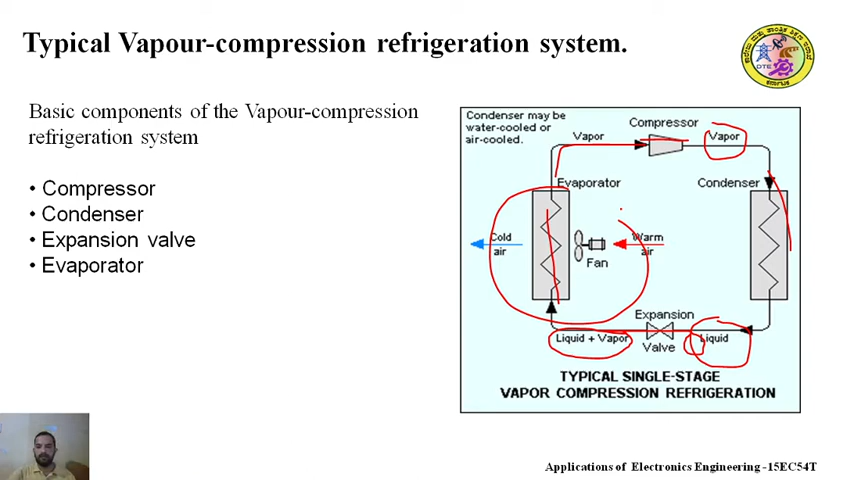 Typical Vapour-compression refrigeration system.
DTE
Basic components of the Vapour-compression
refrigeration system
• Compressor
• Condenser
• Expansion valve
• Evaporator
Condenser may be
water-cooled or
air-cooled.
Compressor
Vapor
Vapor
Evaporator
Condenser
Cold
air
Warm
air
Fan
Expansion
Valve
Liquid + Vapor
Liquid
TYPICAL SINGLE-STAGE
VAPOR COMPRESSION REFRIGERATION
Applications of Electronics Engineering -15EC54T